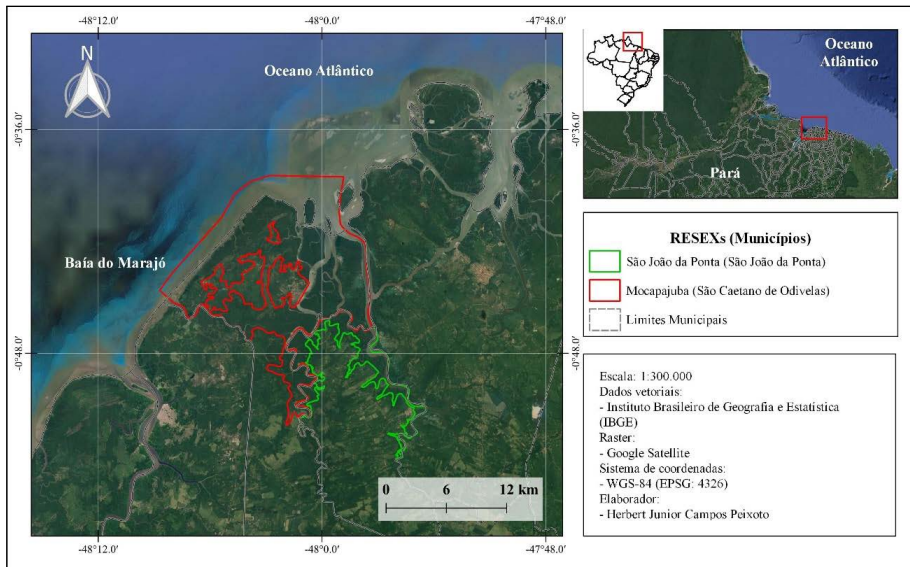 -48°12.0'
-48°0.0'
-47°48.0'
N
Oceano Atlântico
-0°36.0'
-0°36.0'
Baía do Marajó
-0°48.0'
-0°48.0'
0 6 12 km
-48°12.0'
-48°0.0'
-47°48.0'
Oceano
Atlântico
Pará
RESEXs (Municípios)
São João da Ponta (São João da Ponta)
Mocapajuba (São Caetano de Odivelas)
Limites Municipais
Escala: 1:300.000
Dados vetoriais:
- Instituto Brasileiro de Geografia e Estatística
(IBGE)
Raster:
- Google Satellite
Sistema de coordenadas:
- WGS-84 (EPSG: 4326)
Elaborador:
- Herbert Junior Campos Peixoto